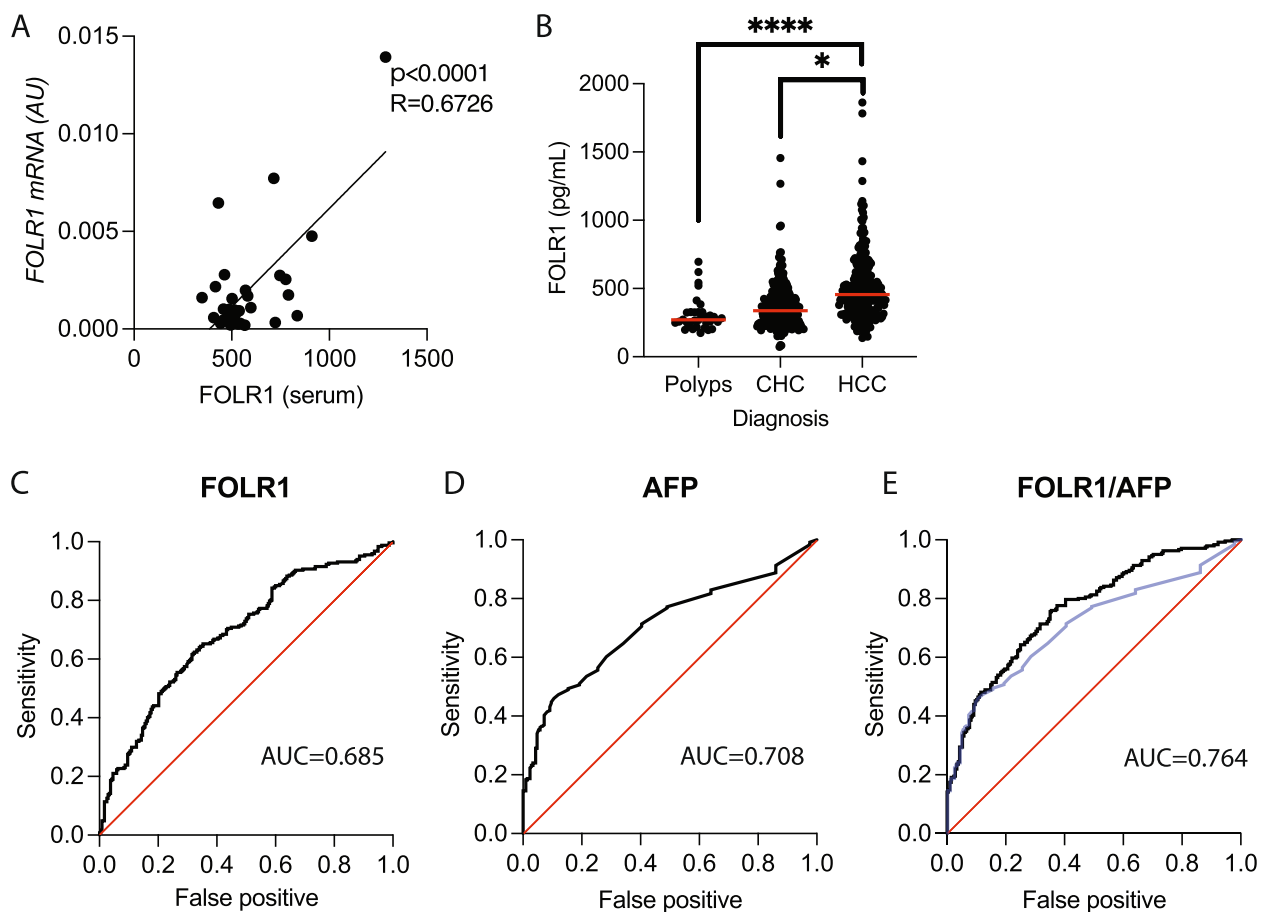 A
0.015
0.010
0.005
0.000
FOLR1 mRNA (AU)
p<0.0001
R=0.6726
0 500 1000 1500
FOLR1 (serum)
B
****
*
2000
1500
1000
500
0
FOLR1 (pg/mL)
Polyps CHC HCC
Diagnosis
C
FOLR1
1.0
0.8
0.6
0.4
0.2
0.0
Sensitivity
AUC=0.685
0.0 0.2 0.4 0.6 0.8 1.0
False positive
D
AFP
1.0
0.8
0.6
0.4
0.2
0.0
Sensitivity
AUC=0.708
0.0 0.2 0.4 0.6 0.8 1.0
False positive
E
FOLR1/AFP
1.0
0.8
0.6
0.4
0.2
0.0
Sensitivity
AUC=0.764
0.0 0.2 0.4 0.6 0.8 1.0
False positive